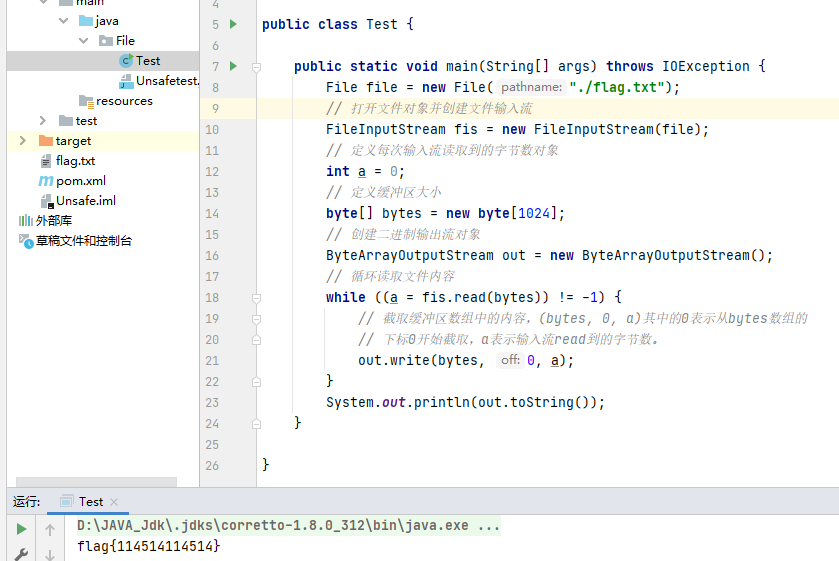 main
java
File
Test
Unsafetest.
resources
test
target
flag.txt
pom.xml
Unsafe.iml
外部库
草稿文件和控制台
4
5 public class Test {
6
7 public static void main(String[] args) throws IOException {
8 File file = new File( pathname: "./flag.txt");
9 // 打开文件对象并创建文件输入流
10 FileInputStream fis = new FileInputStream(file);
11 // 定义每次输入流读取到的字节数对象
12 int a = 0;
13 // 定义缓冲区大小
14 byte[] bytes = new byte[1024];
15 // 创建二进制输出流对象
16 ByteArrayOutputStream out = new ByteArrayOutputStream();
17 // 循环读取文件内容
18 while ((a = fis.read(bytes)) != -1) {
19 // 截取缓冲区数组中的内容，(bytes, 0, a)其中的0表示从bytes数组的
20 // 下标0开始截取，a表示输入流read到的字节数。
21 out.write(bytes, off: 0, a);
22 }
23 System.out.println(out.toString());
24 }
25
26 }
运行: Test
D:\JAVA_Jdk\.jdks\corretto-1.8.0_312\bin\java.exe ...
flag{114514114514}